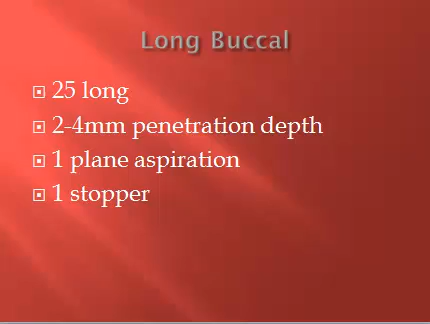 Long Buccal
25 long
2-4mm penetration depth
1 plane aspiration
1 stopper